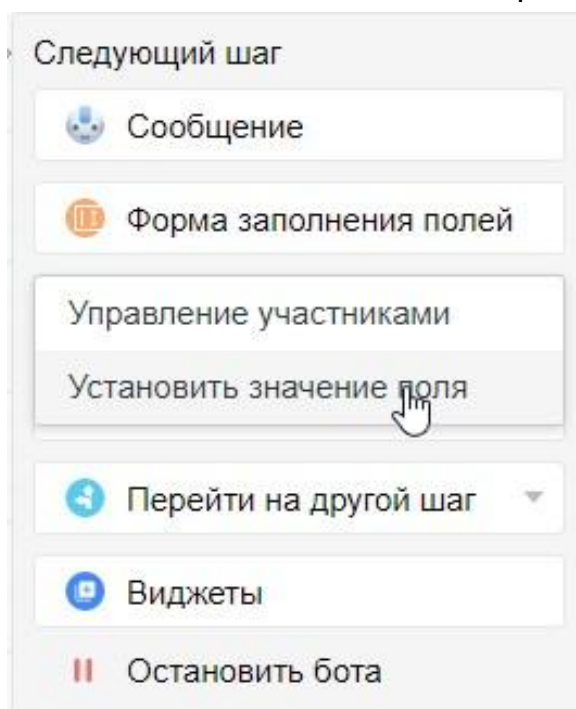 Следующий шаг
Сообщение
Форма заполнения полей
Управление участниками
Установить значение поля
Перейти на другой шаг
Виджеты
Остановить бота